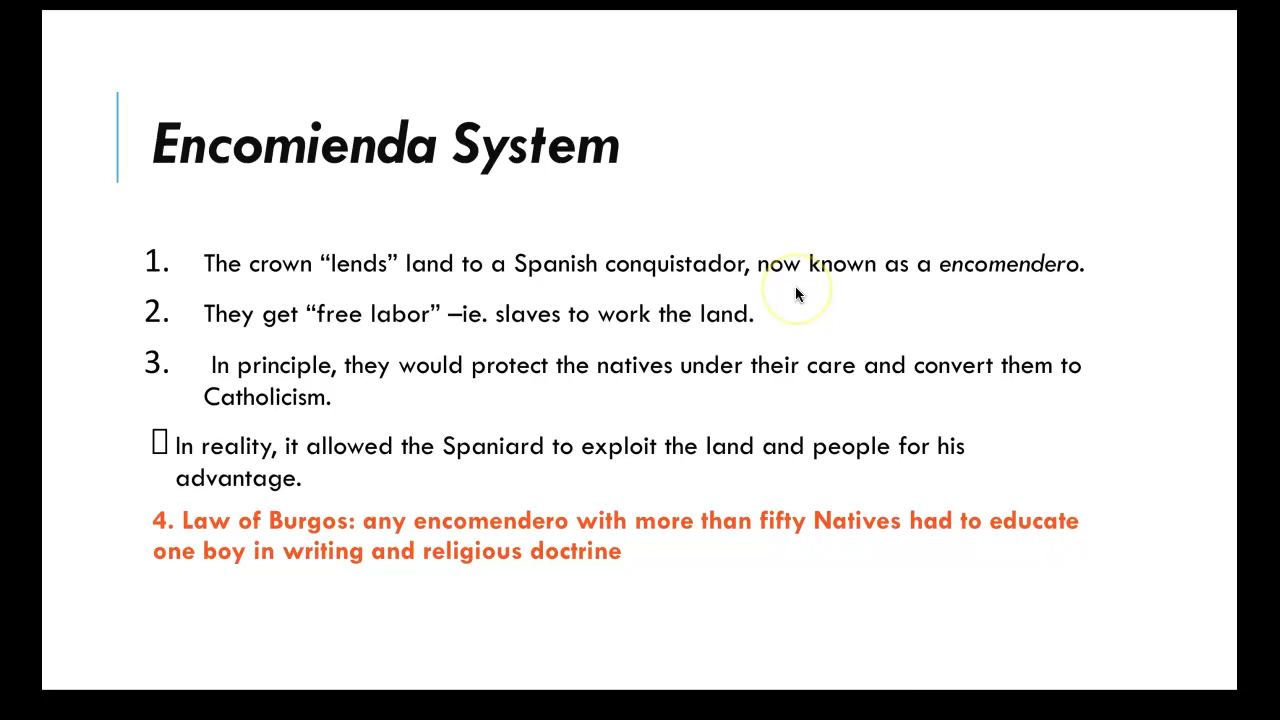 Encomienda System
1. The crown “lends” land to a Spanish conquistador, now known as a encomendero.
2. They get “free labor” –ie. slaves to work the land.
3. In principle, they would protect the natives under their care and convert them to
Catholicism.
In reality, it allowed the Spaniard to exploit the land and people for his
advantage.
4. Law of Burgos: any encomendero with more than fifty Natives had to educate
one boy in writing and religious doctrine